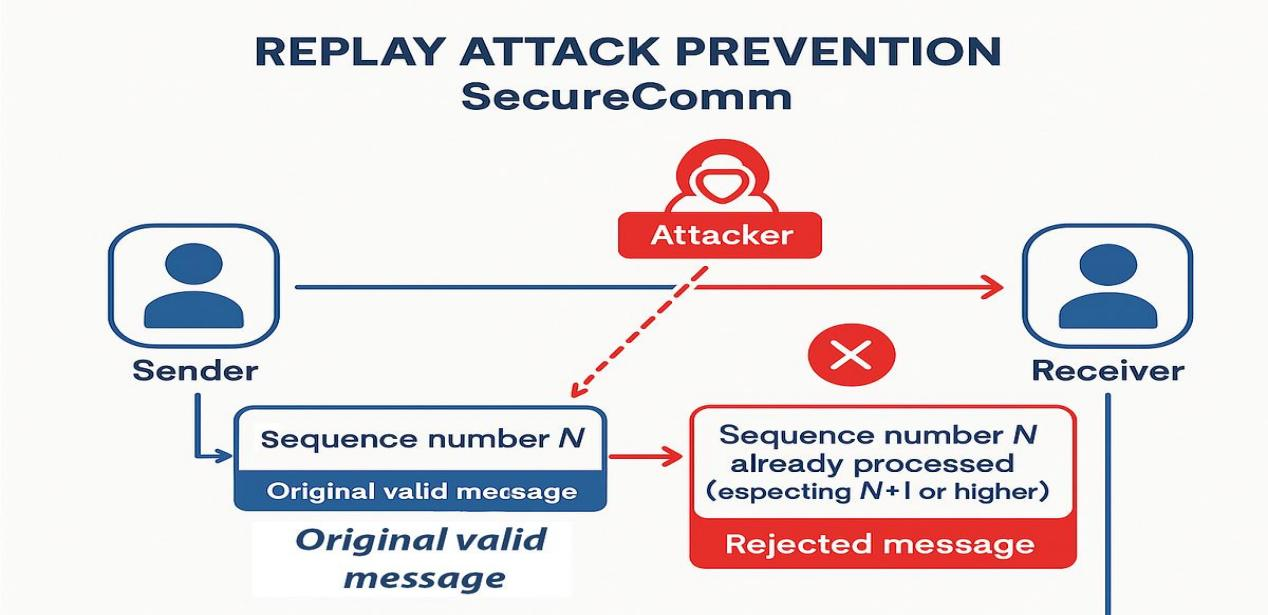 REPLAY ATTACK PREVENTION
SecureComm
Attacker
Sender
Receiver
Sequence number N
Original valid mecsage
Original valid
message
Sequence number N
already processed
(especting N+I or higher)
Rejected message